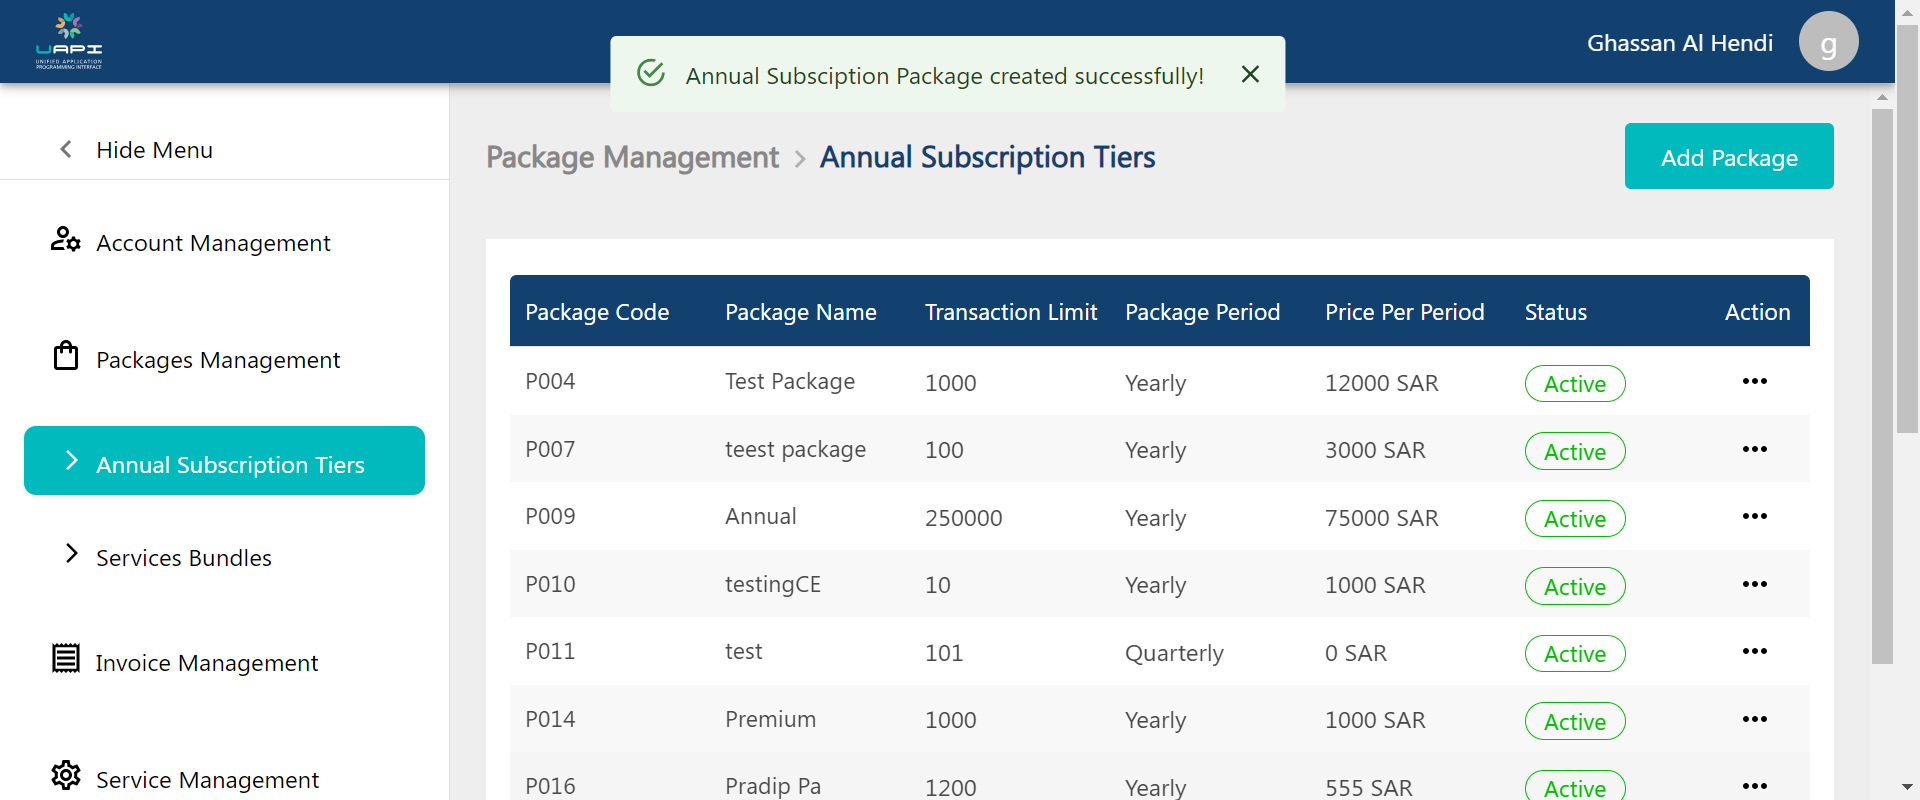 UAPI
UNIFIED APPLICATION
PROGRAMMING INTERFACE
Annual Subsciption Package created successfully!
Ghassan Al Hendi
g
Hide Menu
Account Management
Packages Management
Annual Subscription Tiers
Services Bundles
Invoice Management
Service Management
Package Management > Annual Subscription Tiers
Add Package
Package Code Package Name Transaction Limit Package Period Price Per Period Status Action
P004 Test Package 1000 Yearly 12000 SAR Active
P007 teest package 100 Yearly 3000 SAR Active
P009 Annual 250000 Yearly 75000 SAR Active
P010 testingCE 10 Yearly 1000 SAR Active
P011 test 101 Quarterly 0 SAR Active
P014 Premium 1000 Yearly 1000 SAR Active
P016 Pradip Pa 1200 Yearly 555 SAR Active